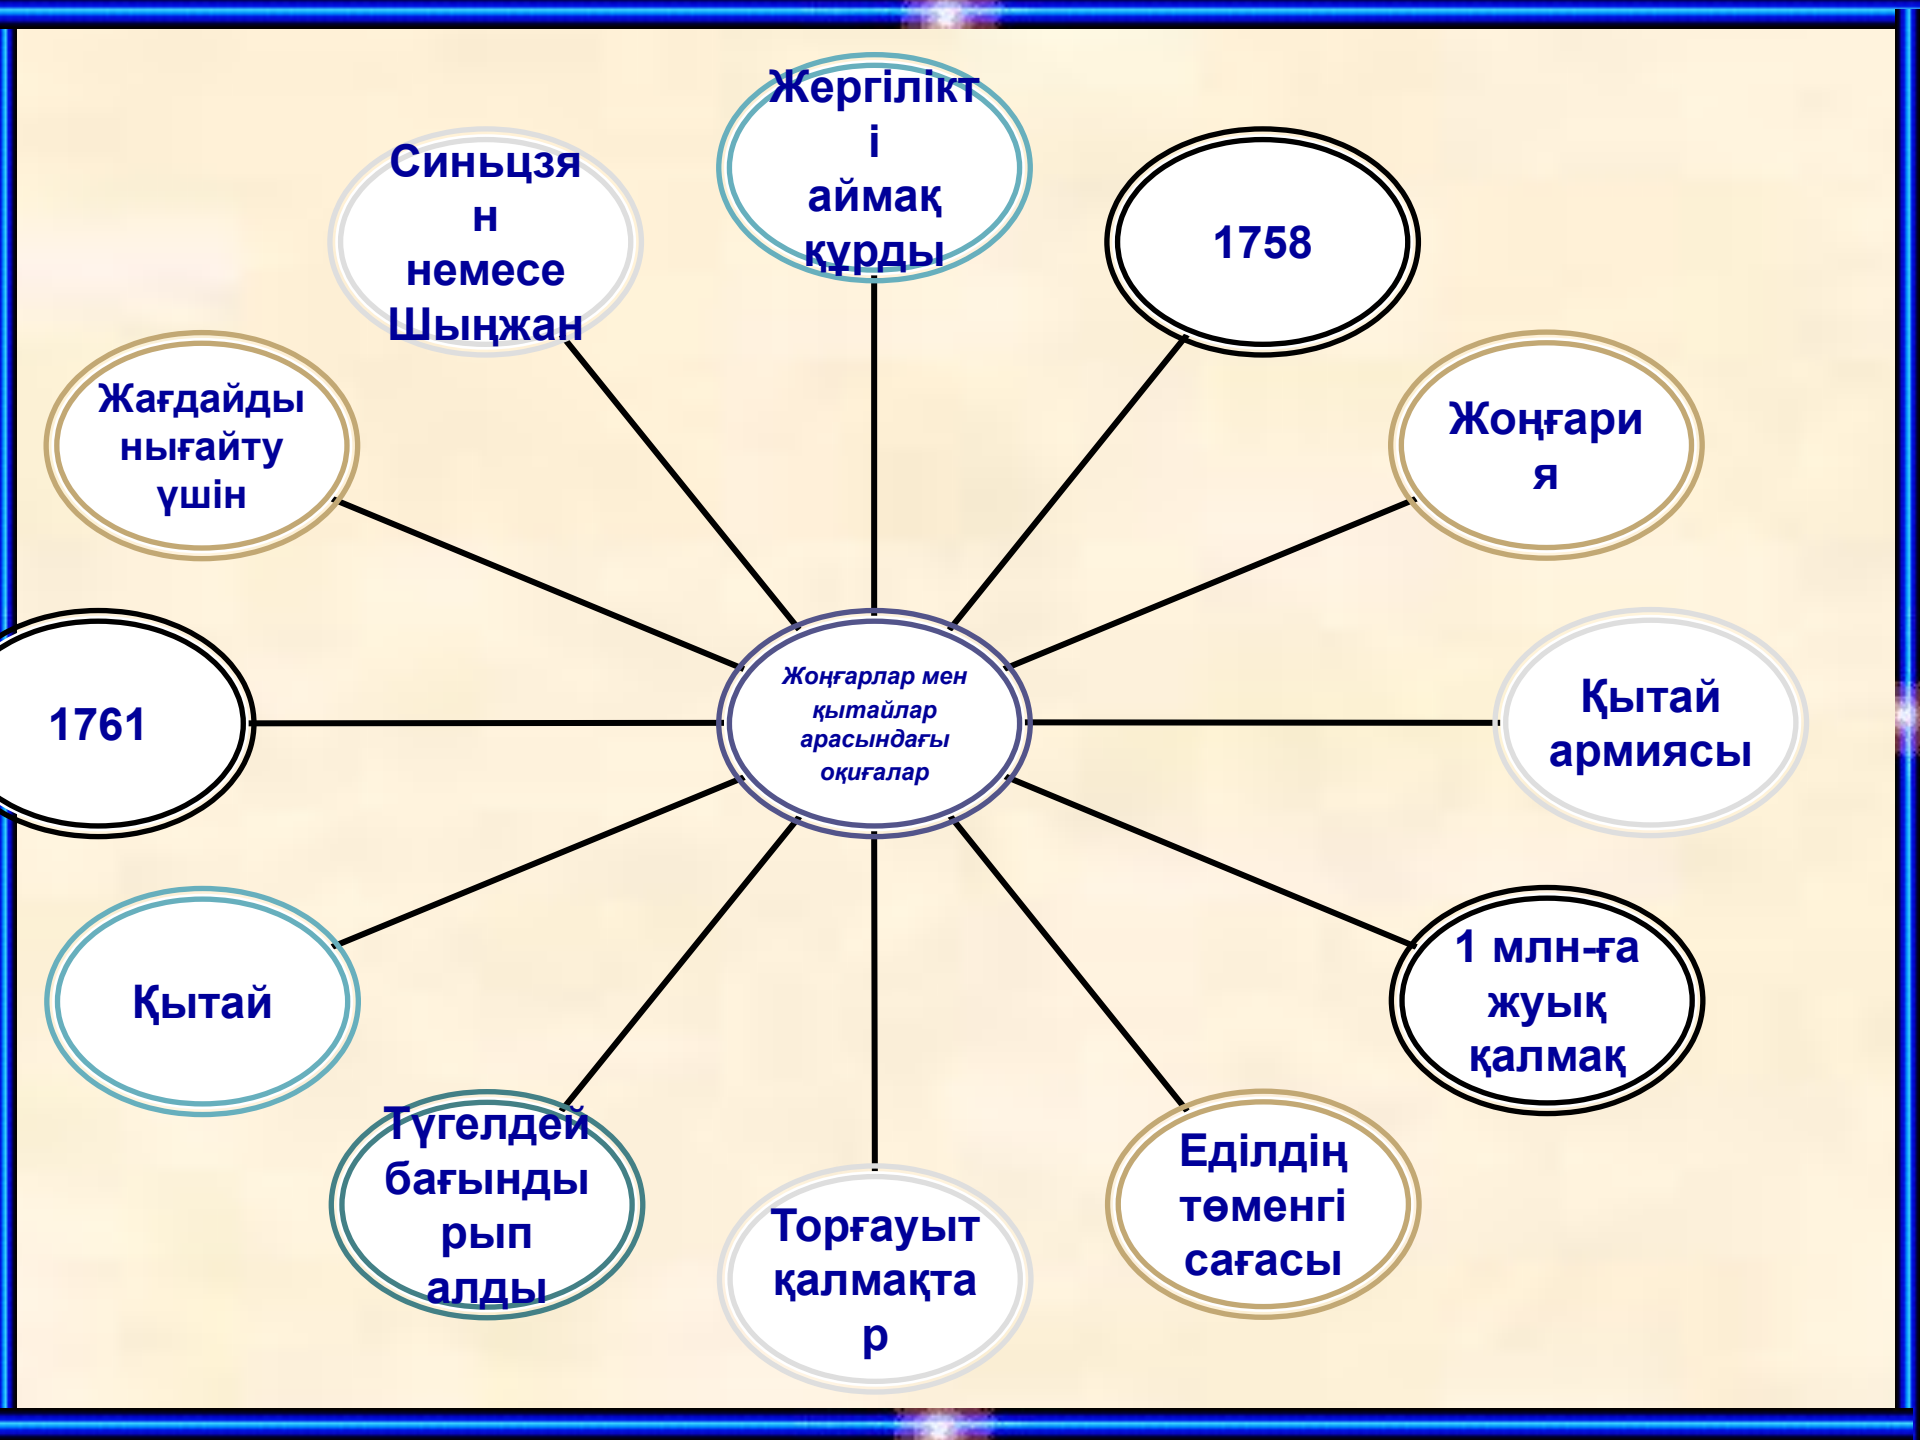 Жергілікт
і
аймақ
құрды
1758
Жоңғари
я
Қытай
армиясы
1 млн-ға
жуық
қалмақ
Еділдің
төменгі
сағасы
Торғауыт
қалмақта
р
Түгелдей
бағынды
рып
алды
Қытай
1761
Жағдайды
нығайту
үшін
Синьцзя
н
немесе
Шыңжан
Жоңғарлар мен
қытайлар
арасындағы
оқиғалар